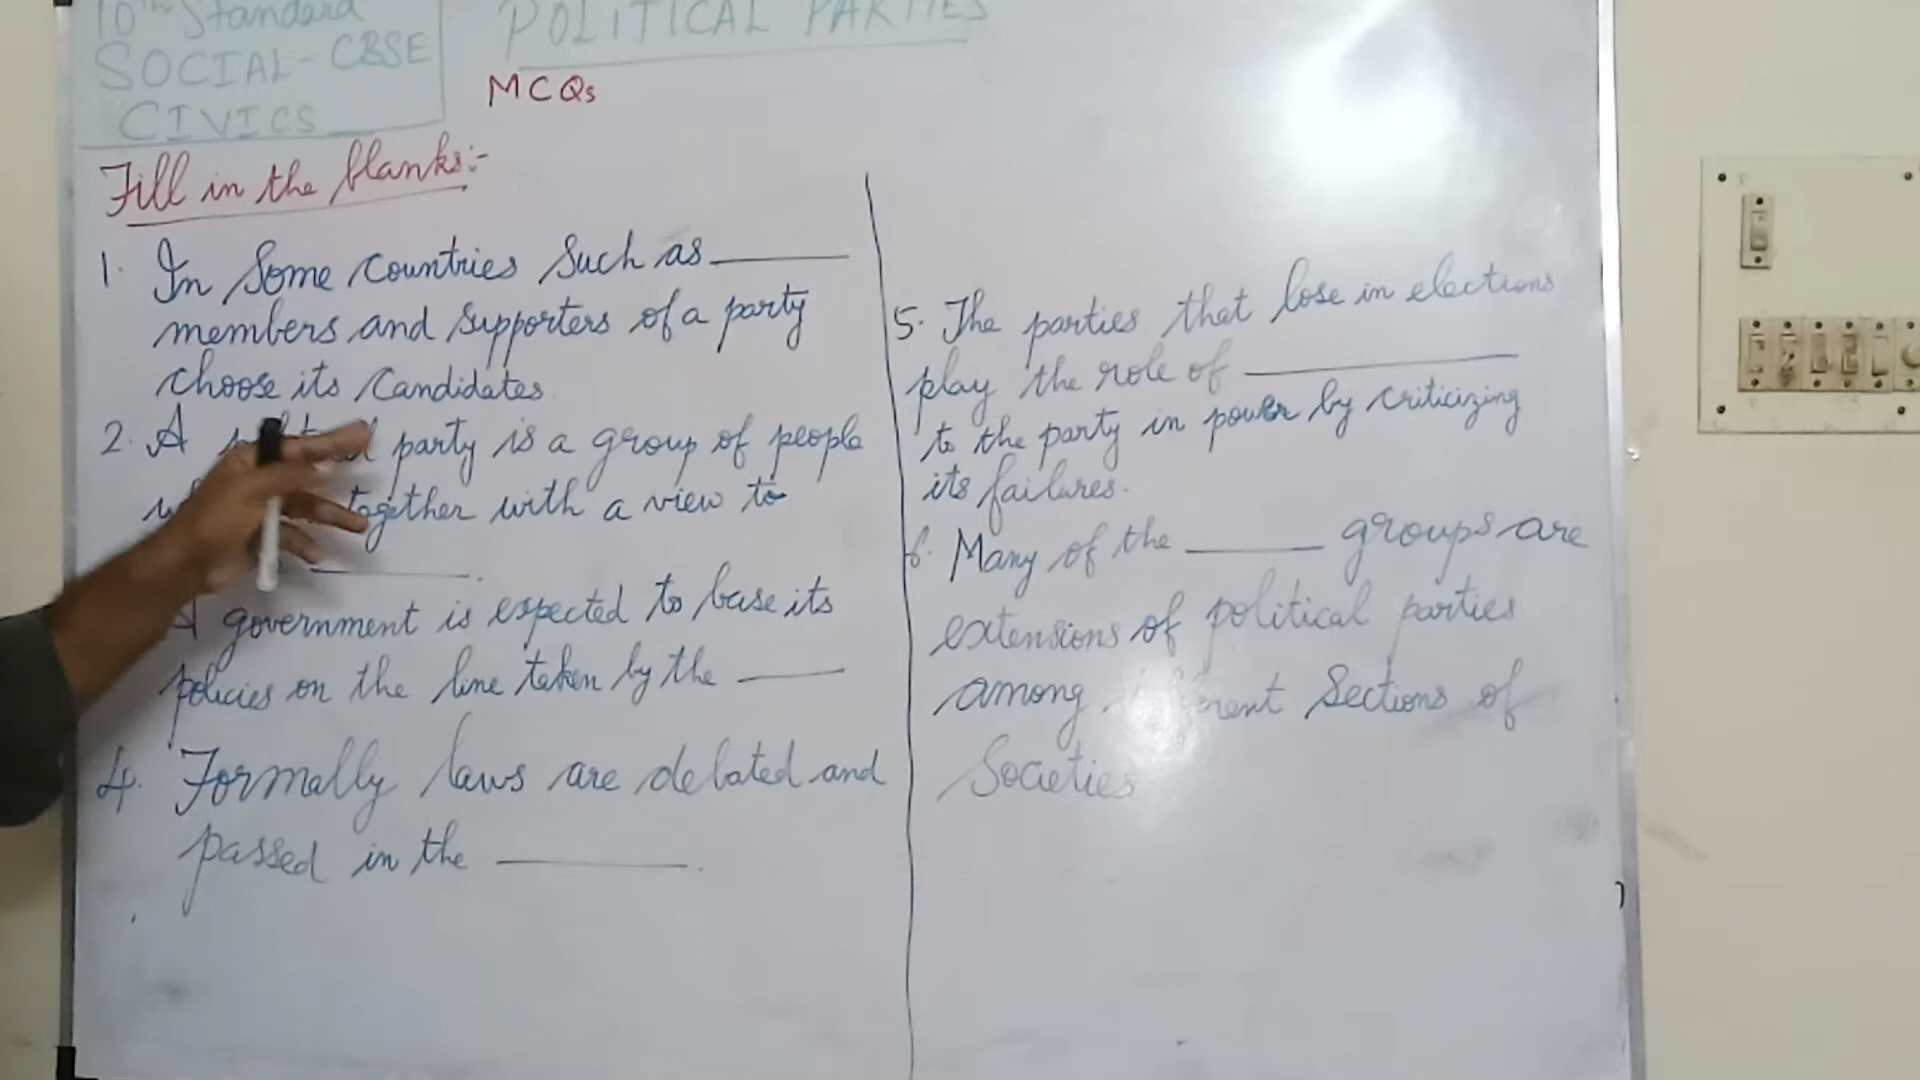 10th Standard
SOCIAL - CBSE
CIVICS
POLITICAL PARTIES
MCQs
Fill in the blanks:-
1. In Some Countries Such as ______
members and Supporters of a party
choose its Candidates.
2. A party is a group of people
together with a view to
______.
A government is expected to base its
policies on the line taken by the ______
4. Formally laws are debated and
passed in the ______.
5. The parties that lose in elections
play the role of ______
to the party in power by criticizing
its failures.
6. Many of the ______ groups are
extensions of political parties
among different Sections of
Societies